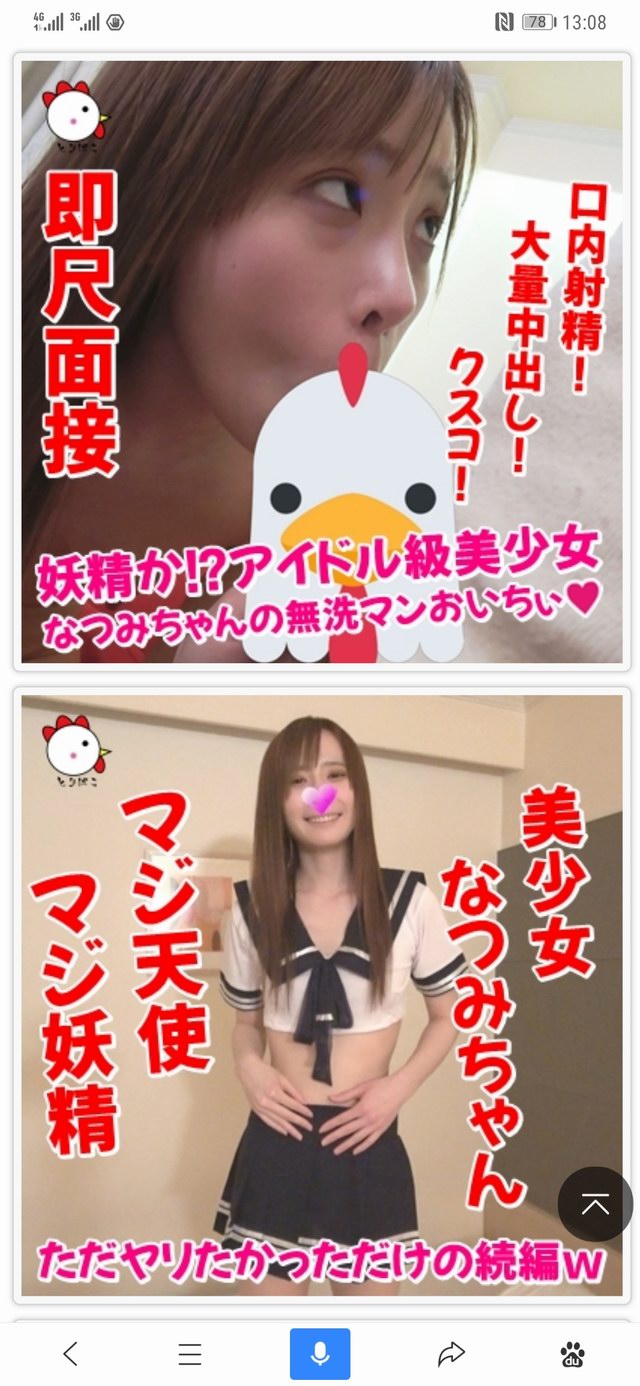 4G 3G 78 13:08
とりばこ
即尺面接
口内射精!
大量中出し!
クスコ!
妖精か!?アイドル級美少女
なつみちゃんの無洗マンおいちぃ♥
とりばこ
美少女
なつみちゃん
マジ天使
マジ妖精
ただヤリたかっただけの続編w
du